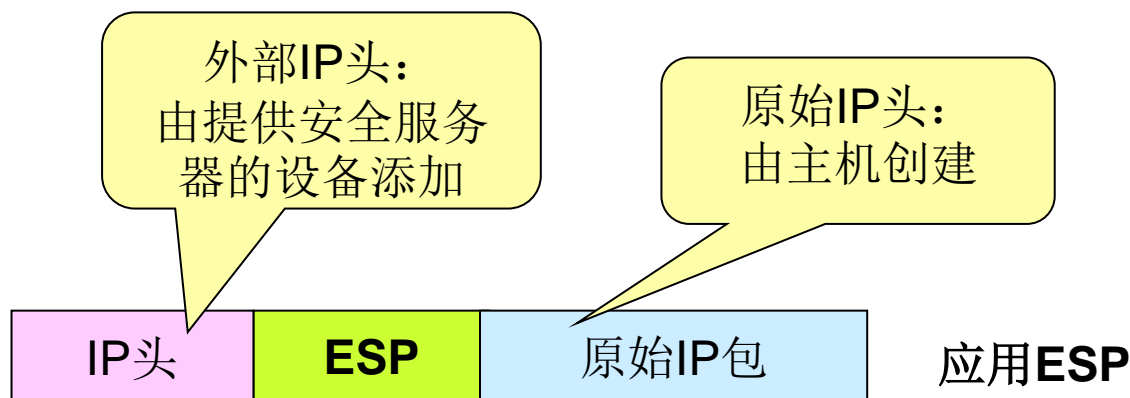 外部IP头：
由提供安全服务
器的设备添加
原始IP头：
由主机创建
IP头
ESP
原始IP包
应用ESP